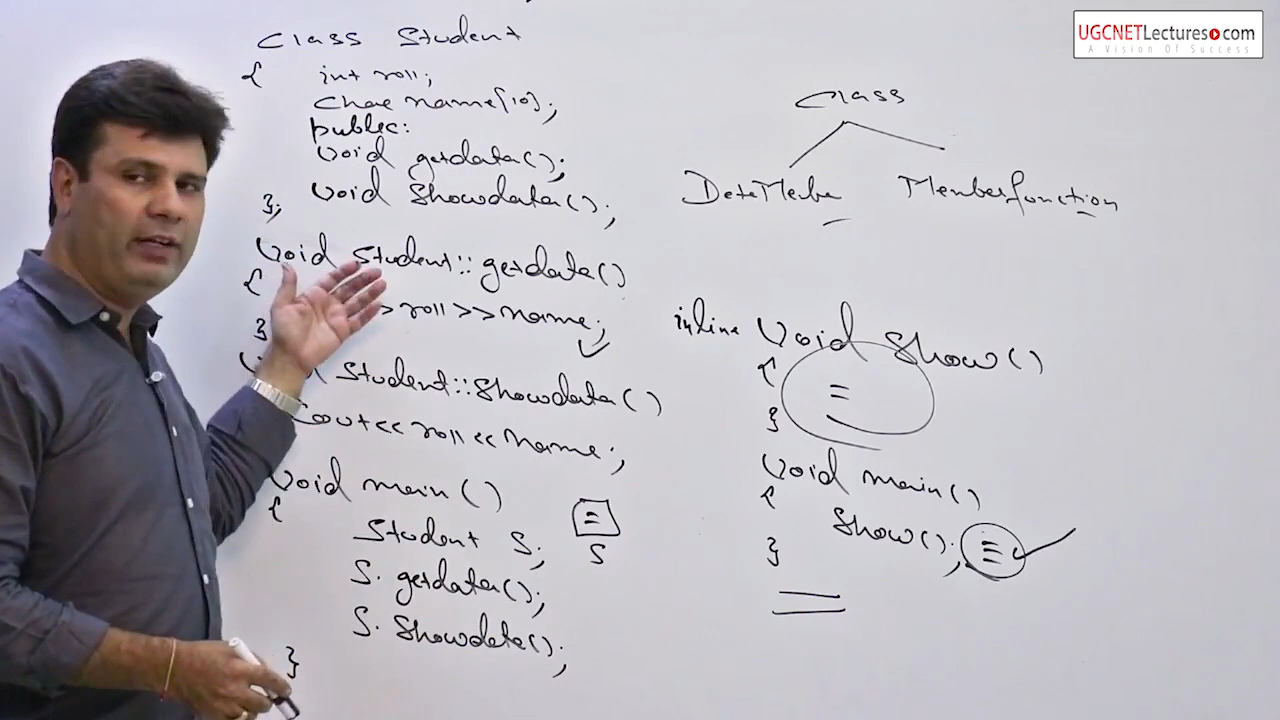 UGCNETLectures.com
A Vision Of Success
Class Student
{ int roll;
Char name[10];
public:
Void getdata();
Void Showdata();
};
Void Student::getdata()
{
>roll>>name;
}
Student::Showdata()
Cout<<roll<<name;
Void main()
{
Student S;
S
S. getdata();
S. Showdata();
}
Class
DataMembe MemberFunction
inline Void Show()
{
=
}
Void main()
{
Show();
}